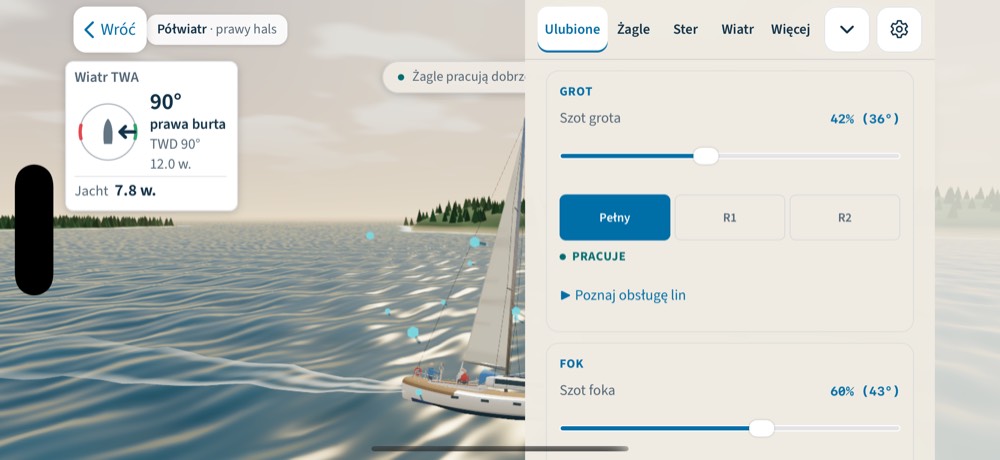 Wróć
Półwiatr · prawy hals
Wiatr TWA
90°
prawa burta
TWD 90°
12.0 w.
Jacht 7.8 w.
Żagle pracują dobrz
Ulubione
Żagle
Ster
Wiatr
Więcej
GROT
Szot grota 42% (36°)
Pełny
R1
R2
PRACUJE
Poznaj obsługę lin
FOK
Szot foka 60% (43°)